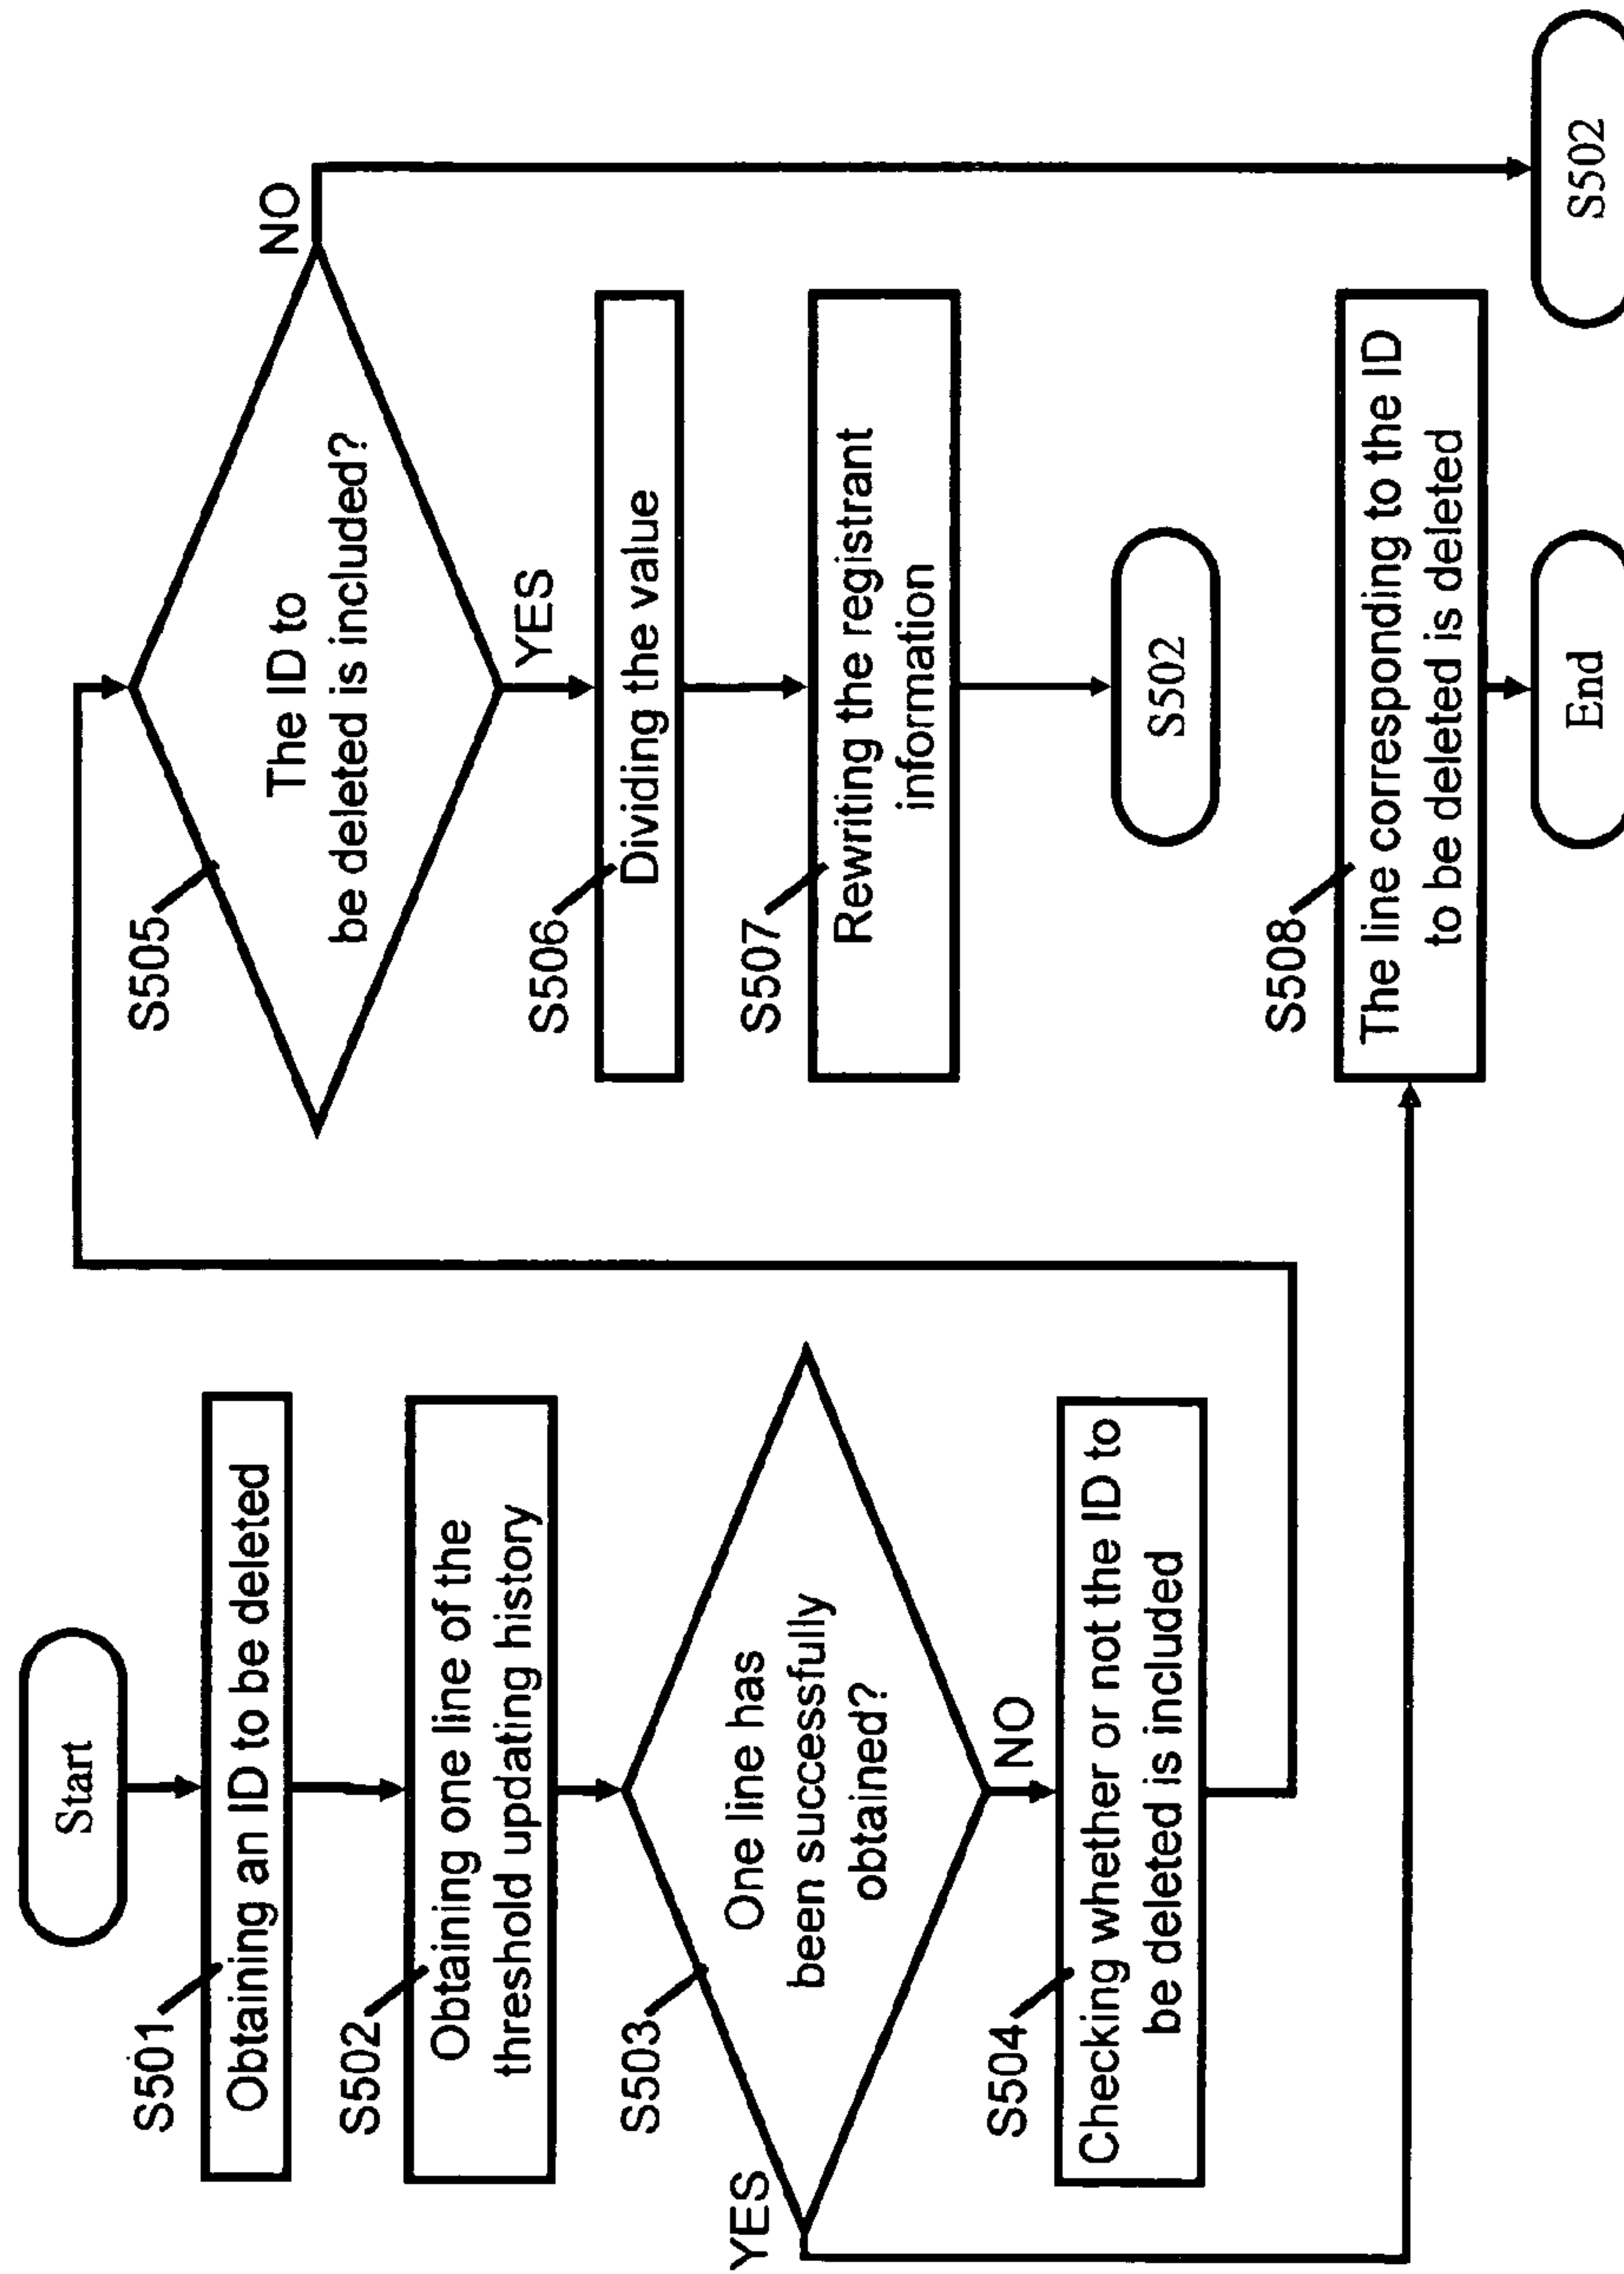 Start
S501
Obtaining an ID to be deleted
S502
Obtaining one line of the
threshold updating history
S503
One line has
been successfully
obtained?
YES
NO
S504
Checking whether or not the ID to
be deleted is included
S505
The ID to
be deleted is included?
NO
YES
S506
Dividing the value
S507
Rewriting the registrant
information
S502
S508
The line corresponding to the ID
to be deleted is deleted
End
S502